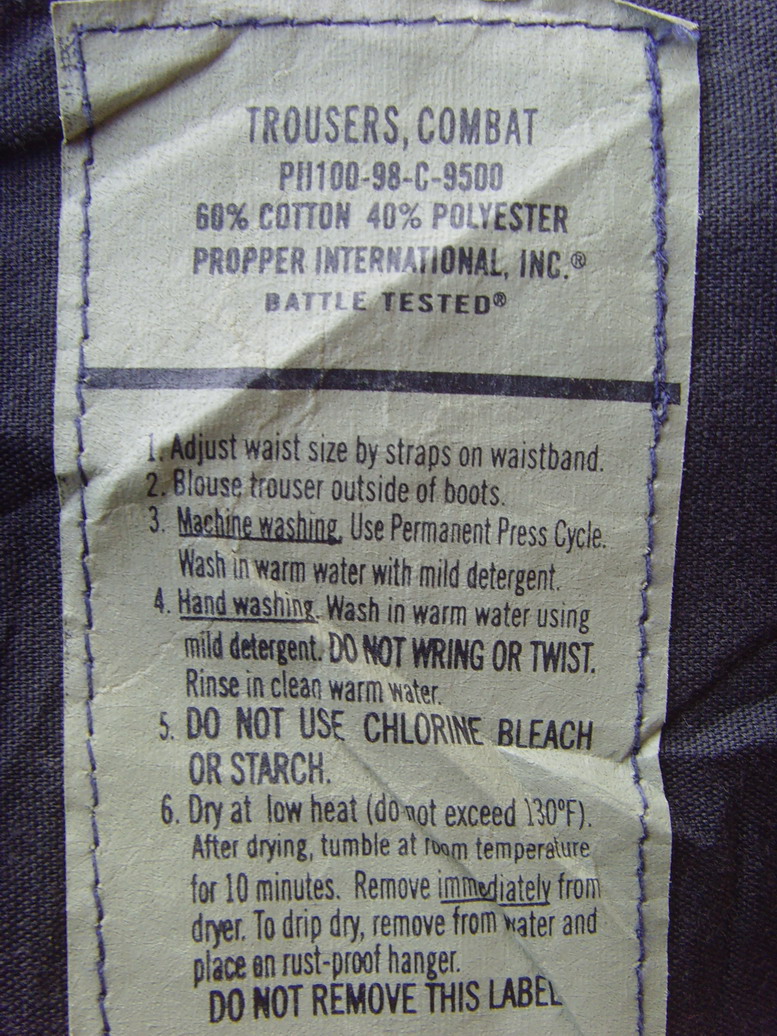 TROUSERS, COMBAT
PII100-98-C-9500
60% COTTON 40% POLYESTER
PROPPER INTERNATIONAL, INC.®
BATTLE TESTED®
1. Adjust waist size by straps on waistband.
2. Blouse trouser outside of boots.
3. Machine washing. Use Permanent Press Cycle.
Wash in warm water with mild detergent.
4. Hand washing. Wash in warm water using
mild detergent. DO NOT WRING OR TWIST.
Rinse in clean warm water.
5. DO NOT USE CHLORINE BLEACH
OR STARCH.
6. Dry at low heat (do not exceed 130°F).
After drying, tumble at room temperature
for 10 minutes. Remove immediately from
dryer. To drip dry, remove from water and
place on rust-proof hanger.
DO NOT REMOVE THIS LABEL